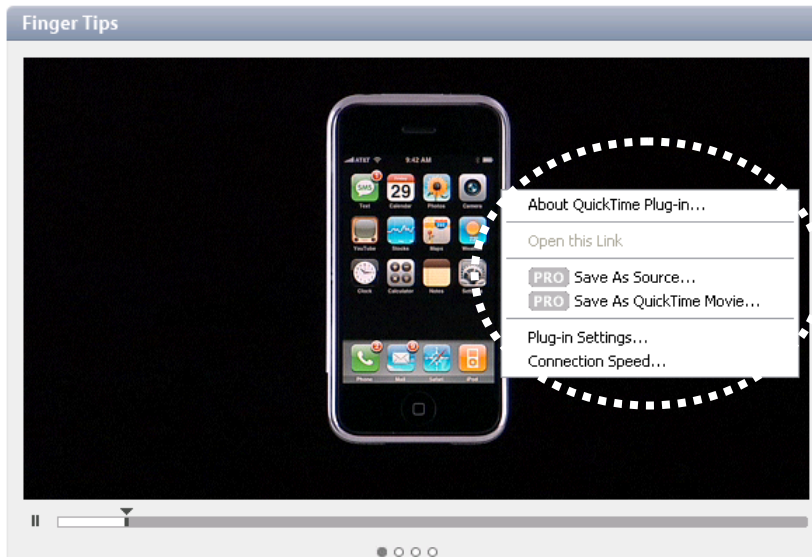 Finger Tips
AT&T 9:42 AM
SMS 29
Text Calendar Photos Camera
YouTube Stocks Maps
Clock Calculator Notes
Phone Mail Safari iPod
About QuickTime Plug-in...
Open this Link
PRO Save As Source...
PRO Save As QuickTime Movie...
Plug-in Settings...
Connection Speed...